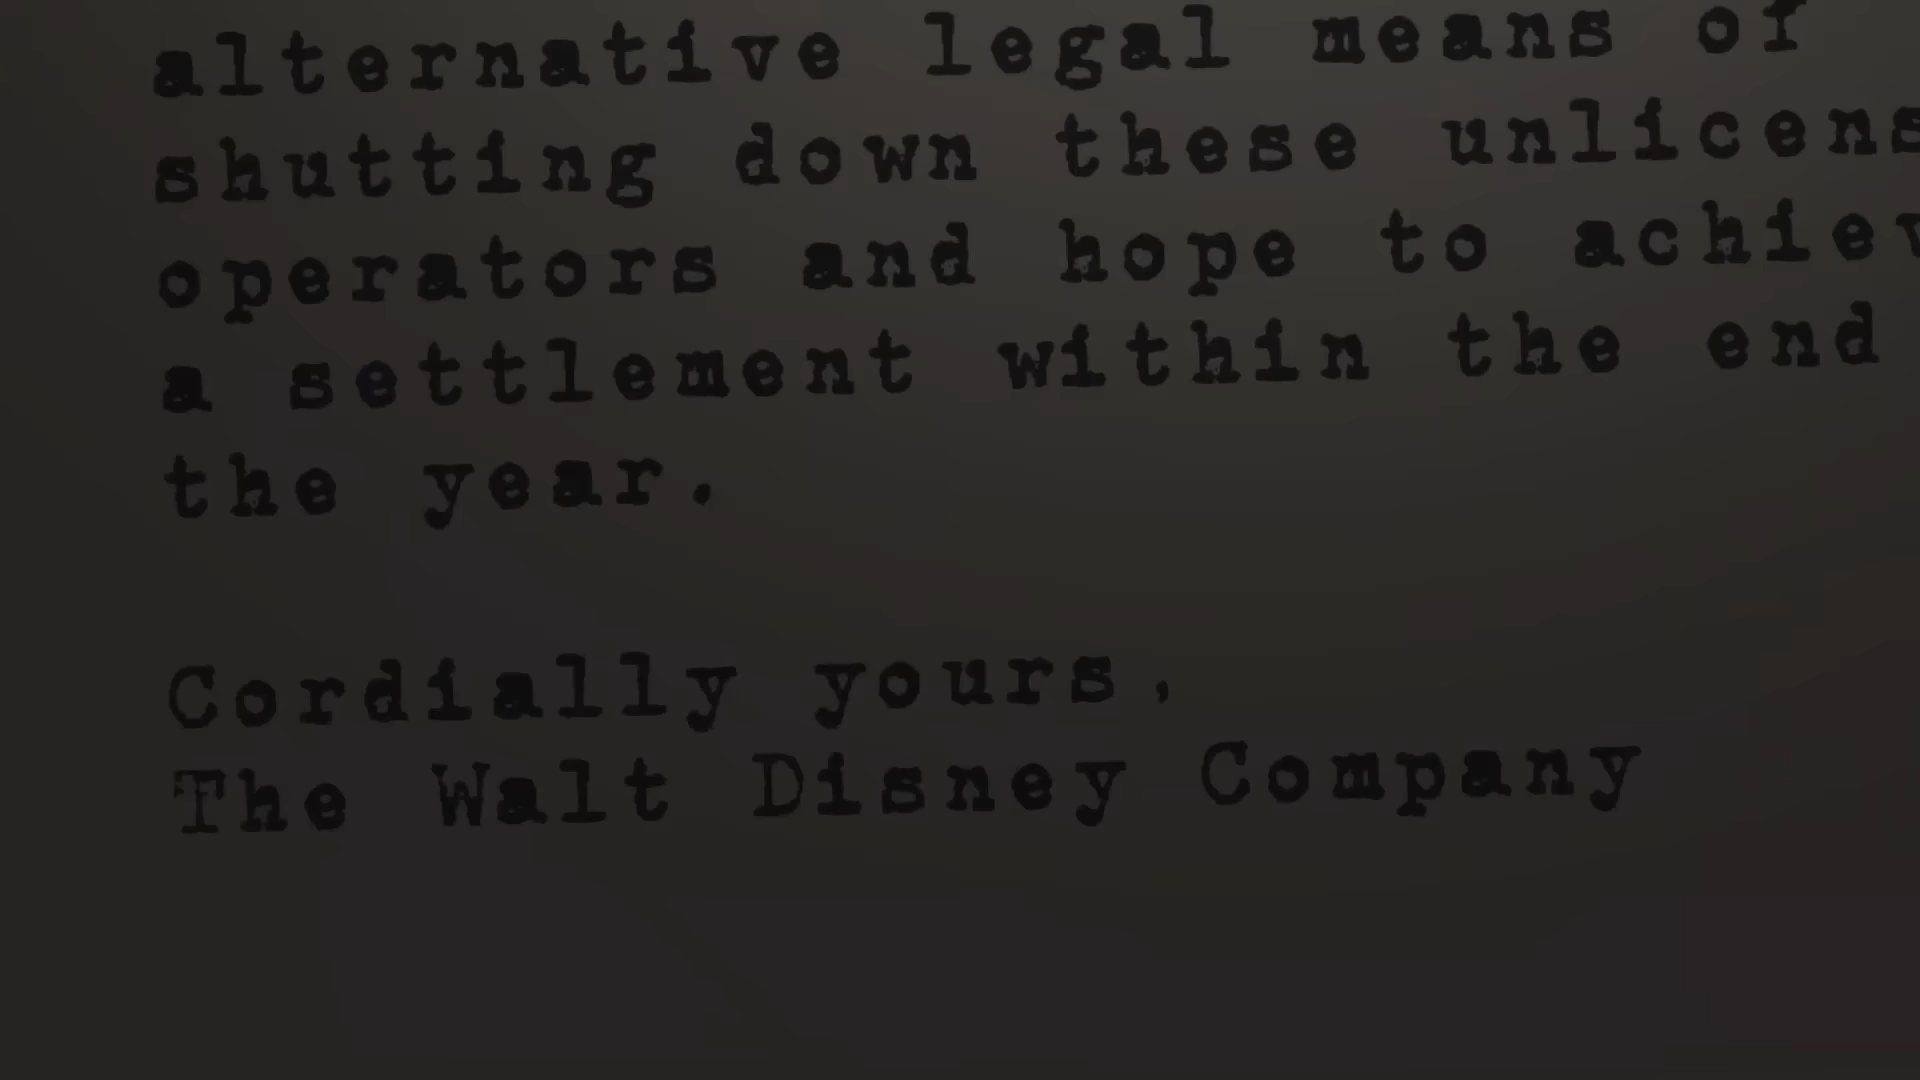 alternative legal means of
shutting down these unlicens
operators and hope to achiev
a settlement within the end
the year.
Cordially yours,
The Walt Disney Company